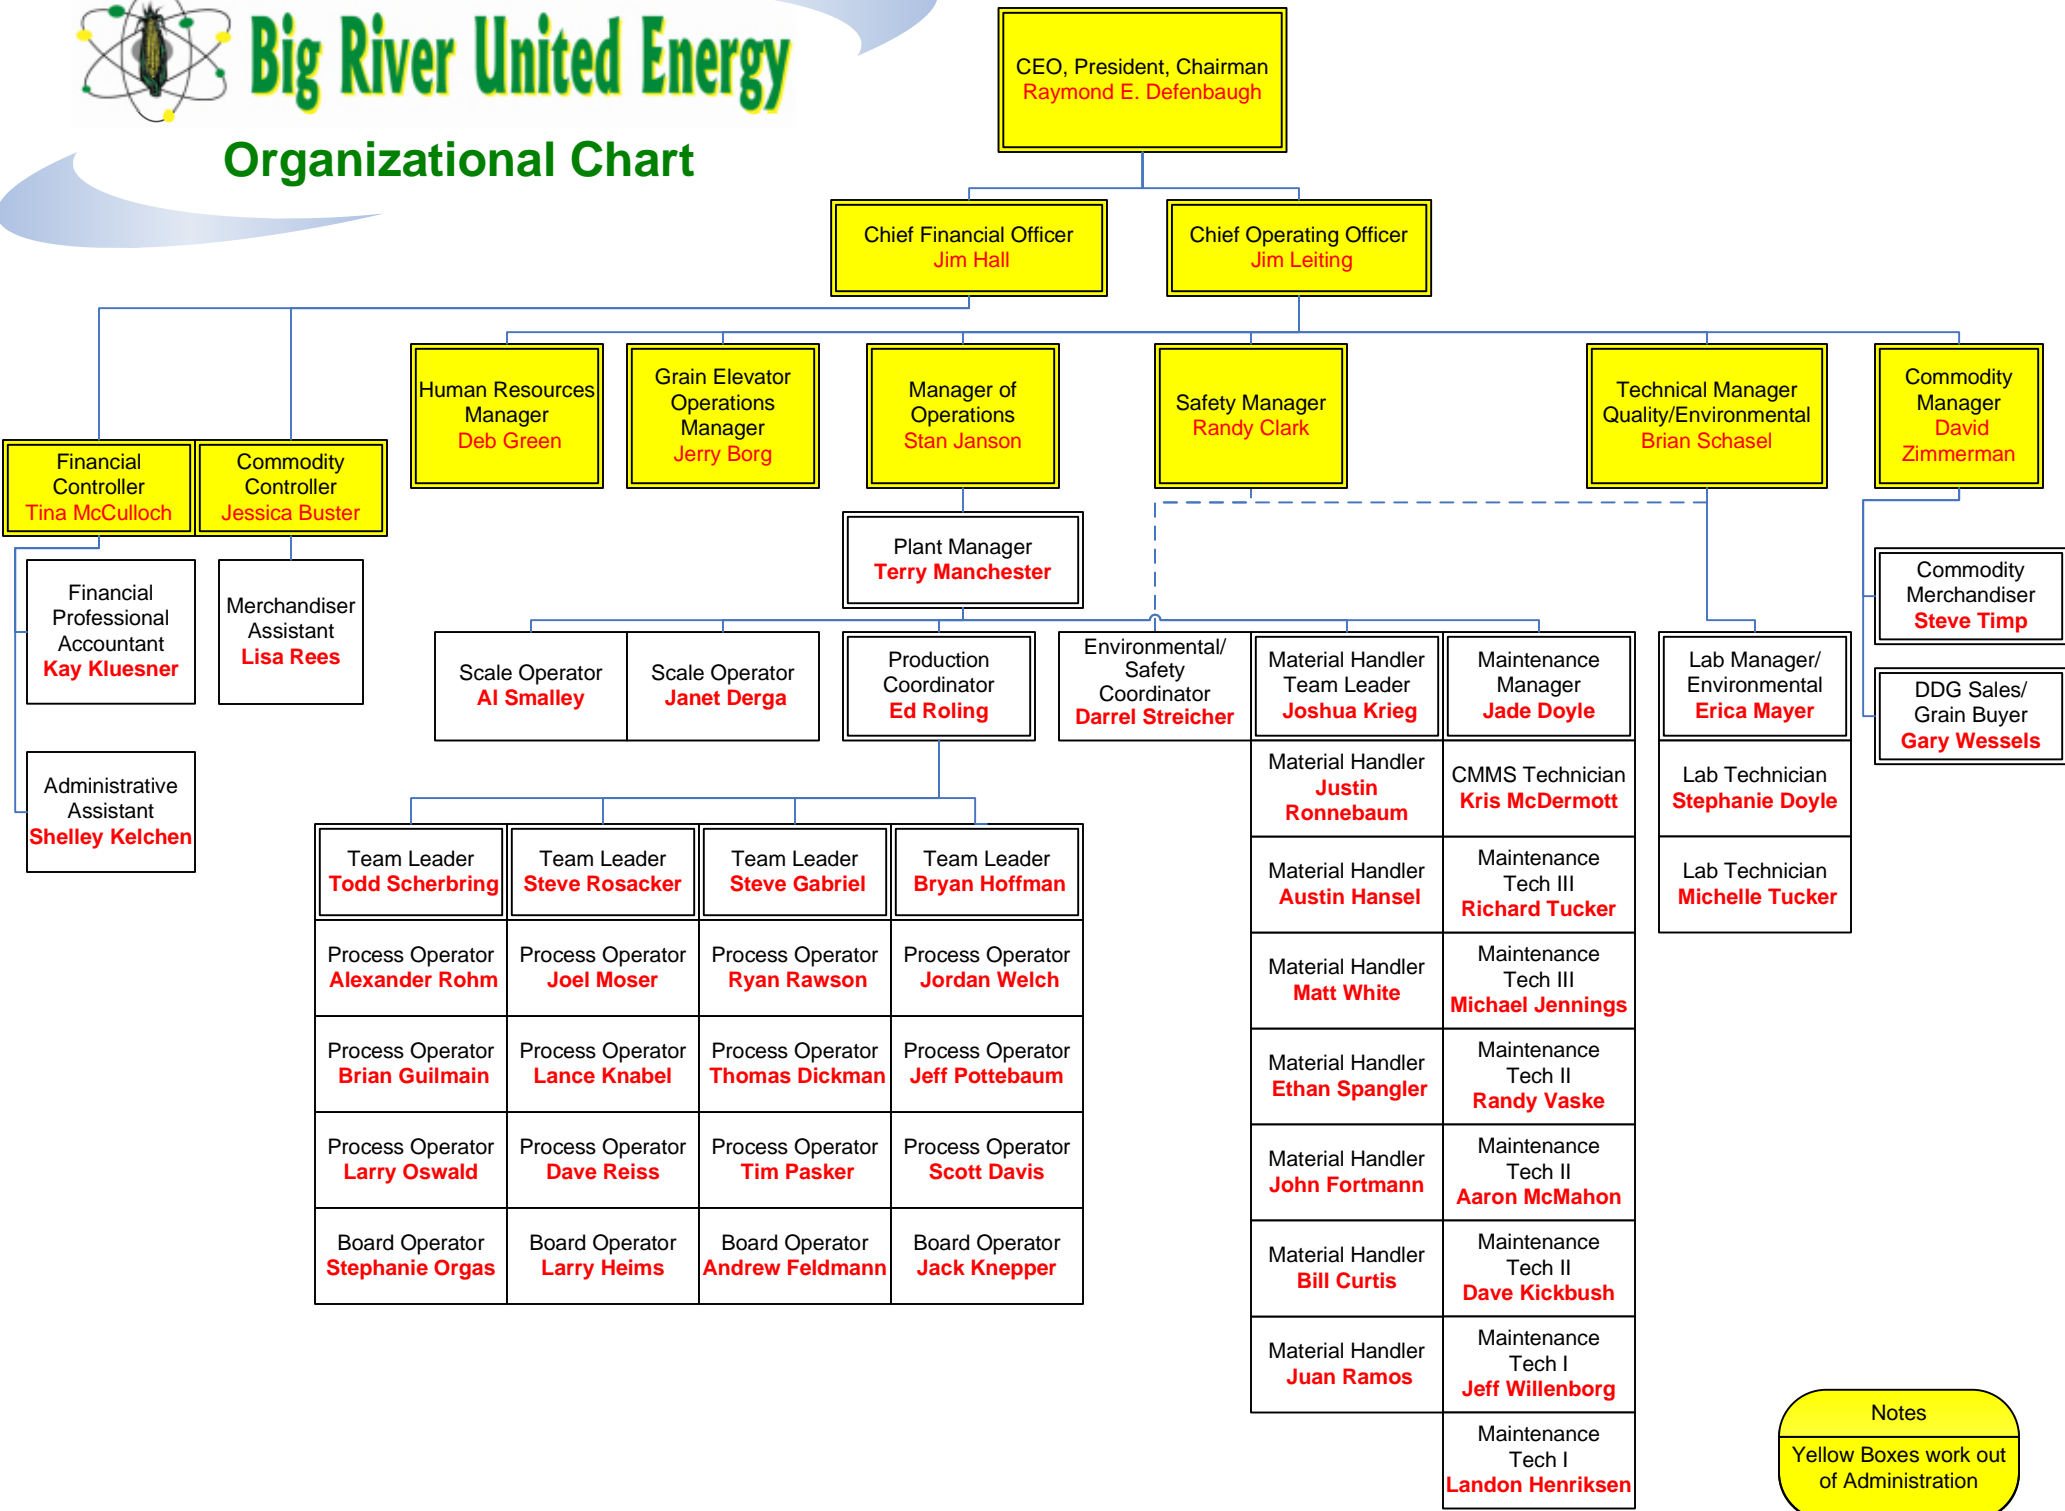 Big River United Energy
Organizational Chart
CEO, President, Chairman
Raymond E. Defenbaugh
Chief Financial Officer
Jim Hall
Chief Operating Officer
Jim Leiting
Human Resources
Manager
Deb Green
Grain Elevator
Operations
Manager
Jerry Borg
Manager of
Operations
Stan Janson
Safety Manager
Randy Clark
Technical Manager
Quality/Environmental
Brian Schasel
Commodity
Manager
David
Zimmerman
Financial
Controller
Tina McCulloch
Commodity
Controller
Jessica Buster
Plant Manager
Terry Manchester
Financial
Professional
Accountant
Kay Kluesner
Merchandiser
Assistant
Lisa Rees
Administrative
Assistant
Shelley Kelchen
Commodity
Merchandiser
Steve Timp
DDG Sales/
Grain Buyer
Gary Wessels
Scale Operator
Al Smalley
Scale Operator
Janet Derga
Production
Coordinator
Ed Roling
Environmental/
Safety
Coordinator
Darrel Streicher
Material Handler
Team Leader
Joshua Krieg
Maintenance
Manager
Jade Doyle
Lab Manager/
Environmental
Erica Mayer
Team Leader
Todd Scherbring
Process Operator
Alexander Rohm
Process Operator
Brian Guilmain
Process Operator
Larry Oswald
Board Operator
Stephanie Orgas
Team Leader
Steve Rosacker
Process Operator
Joel Moser
Process Operator
Lance Knabel
Process Operator
Dave Reiss
Board Operator
Larry Heims
Team Leader
Steve Gabriel
Process Operator
Ryan Rawson
Process Operator
Thomas Dickman
Process Operator
Tim Pasker
Board Operator
Andrew Feldmann
Team Leader
Bryan Hoffman
Process Operator
Jordan Welch
Process Operator
Jeff Pottebaum
Process Operator
Scott Davis
Board Operator
Jack Knepper
Material Handler
Justin
Ronnebaum
Material Handler
Austin Hansel
Material Handler
Matt White
Material Handler
Ethan Spangler
Material Handler
John Fortmann
Material Handler
Bill Curtis
Material Handler
Juan Ramos
CMMS Technician
Kris McDermott
Maintenance
Tech III
Richard Tucker
Maintenance
Tech III
Michael Jennings
Maintenance
Tech II
Randy Vaske
Maintenance
Tech II
Aaron McMahon
Maintenance
Tech II
Dave Kickbush
Maintenance
Tech I
Jeff Willenborg
Maintenance
Tech I
Landon Henriksen
Lab Technician
Stephanie Doyle
Lab Technician
Michelle Tucker
Notes
Yellow Boxes work out
of Administration